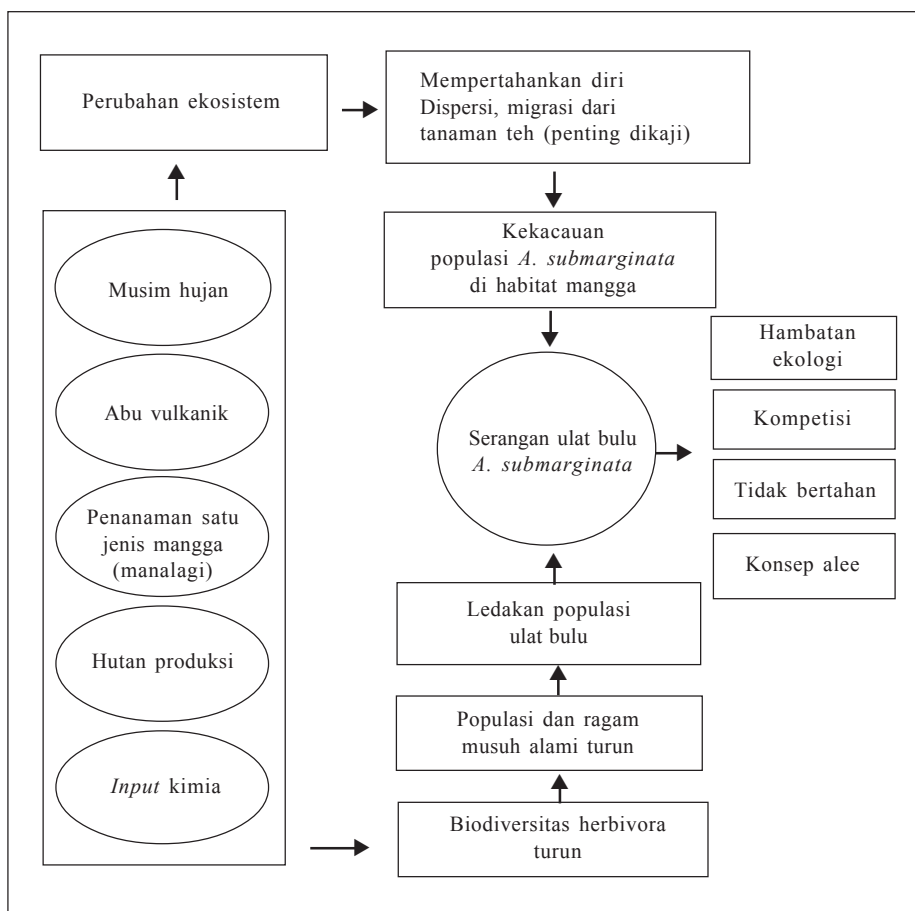 Perubahan ekosistem
Mempertahankan diri
Dispersi, migrasi dari
tanaman teh (penting dikaji)
Musim hujan
Abu vulkanik
Penanaman satu
jenis mangga
(manalagi)
Hutan produksi
Input kimia
Kekacauan
populasi A. submarginata
di habitat mangga
Serangan ulat bulu
A. submarginata
Hambatan
ekologi
Kompetisi
Tidak bertahan
Konsep alee
Ledakan populasi
ulat bulu
Populasi dan ragam
musuh alami turun
Biodiversitas herbivora
turun